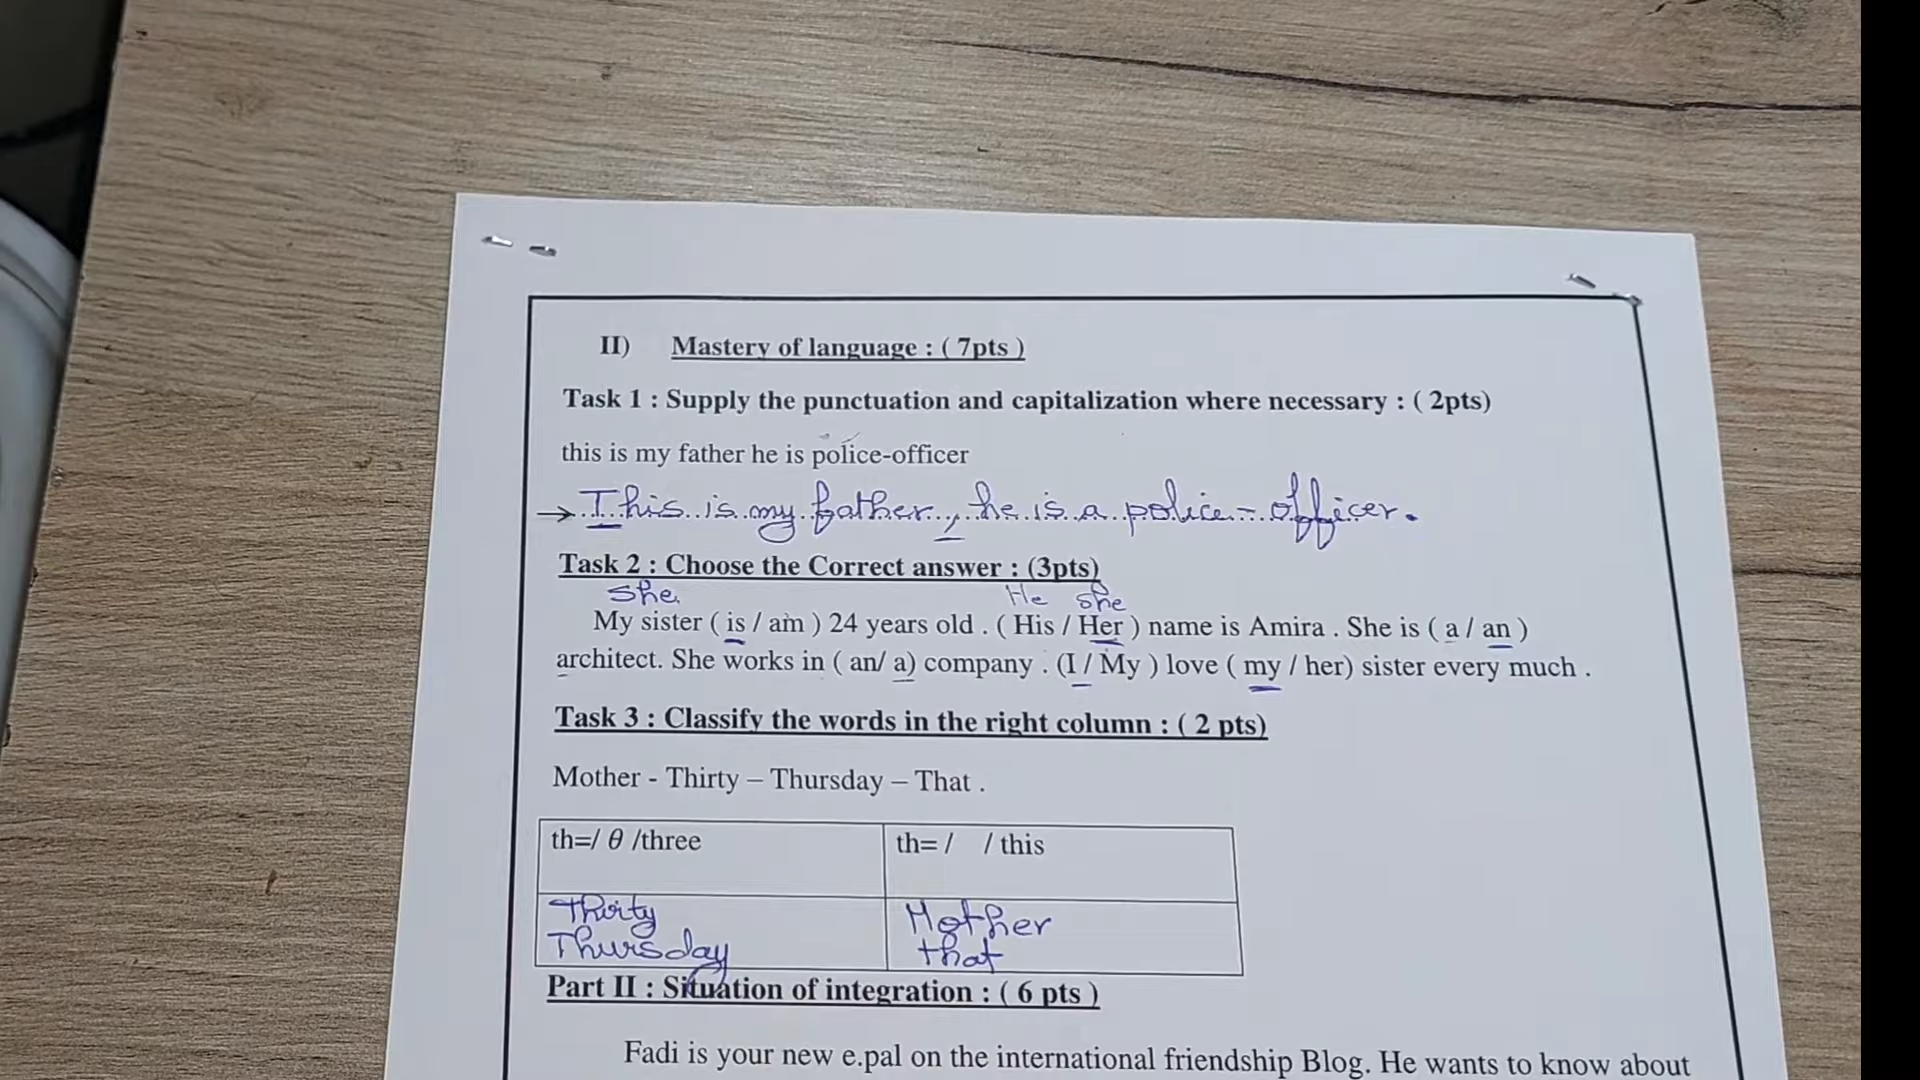 II) Mastery of language : ( 7pts )
Task 1 : Supply the punctuation and capitalization where necessary : ( 2pts)
this is my father he is police-officer
→ This is my father, he is a police-officer.
Task 2 : Choose the Correct answer : (3pts)
She He she
My sister ( is / am ) 24 years old . ( His / Her ) name is Amira . She is ( a / an )
architect. She works in ( an/ a) company . (I / My ) love ( my / her) sister every much .
Task 3 : Classify the words in the right column : ( 2 pts)
Mother - Thirty – Thursday – That .
th=/ θ /three th= / / this
Thirty Mother
Thursday that
Part II : Situation of integration : ( 6 pts )
Fadi is your new e.pal on the international friendship Blog. He wants to know about